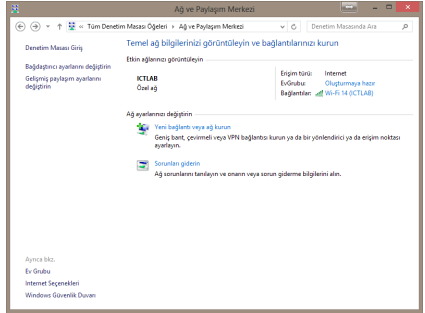 Ağ ve Paylaşım Merkezi
« Tüm Denetim Masası Öğeleri › Ağ ve Paylaşım Merkezi
Denetim Masasında Ara
Denetim Masası Giriş
Bağdaştırıcı ayarlarını değiştirin
Gelişmiş paylaşım ayarlarını
değiştirin
Temel ağ bilgilerinizi görüntüleyin ve bağlantılarınızı kurun
Etkin ağlarınızı görüntüleyin
ICTLAB
Özel ağ
Erişim türü: Internet
EvGrubu: Oluşturmaya hazır
Bağlantılar: Wi-Fi 14 (ICTLAB)
Ağ ayarlarınızı değiştirin
Yeni bağlantı veya ağ kurun
Geniş bant, çevirmeli veya VPN bağlantısı kurun ya da bir yönlendirici ya da erişim noktası
ayarlayın.
Sorunları giderin
Ağ sorunlarını tanılayın ve onarın veya sorun giderme bilgilerini alın.
Ayrıca bkz.
Ev Grubu
Internet Seçenekleri
Windows Güvenlik Duvarı